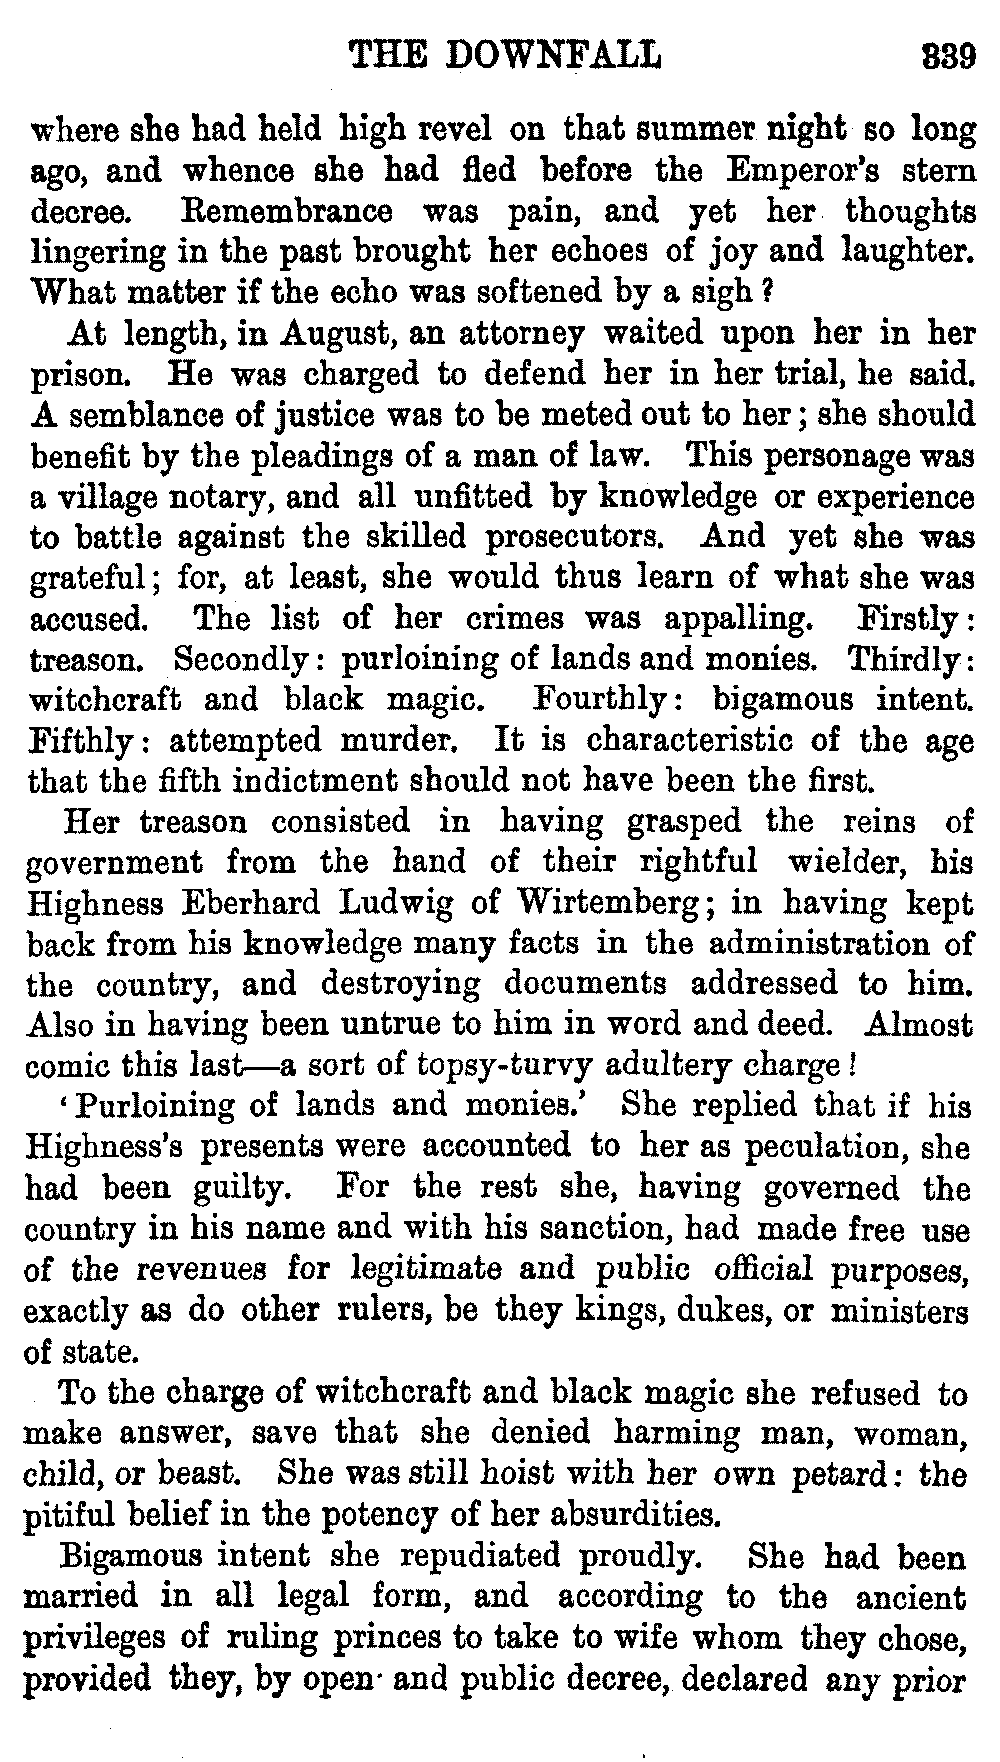 THE DOWNFALL 339
where she had held high revel on that summer night so long
ago, and whence she had fled before the Emperor's stern
decree. Remembrance was pain, and yet her thoughts
lingering in the past brought her echoes of joy and laughter.
What matter if the echo was softened by a sigh?
At length, in August, an attorney waited upon her in her
prison. He was charged to defend her in her trial, he said.
A semblance of justice was to be meted out to her; she should
benefit by the pleadings of a man of law. This personage was
a village notary, and all unfitted by knowledge or experience
to battle against the skilled prosecutors. And yet she was
grateful; for, at least, she would thus learn of what she was
accused. The list of her crimes was appalling. Firstly:
treason. Secondly: purloining of lands and monies. Thirdly:
witchcraft and black magic. Fourthly: bigamous intent.
Fifthly: attempted murder. It is characteristic of the age
that the fifth indictment should not have been the first.
Her treason consisted in having grasped the reins of
government from the hand of their rightful wielder, his
Highness Eberhard Ludwig of Wirtemberg; in having kept
back from his knowledge many facts in the administration of
the country, and destroying documents addressed to him.
Also in having been untrue to him in word and deed. Almost
comic this last—a sort of topsy-turvy adultery charge!
'Purloining of lands and monies.' She replied that if his
Highness's presents were accounted to her as peculation, she
had been guilty. For the rest she, having governed the
country in his name and with his sanction, had made free use
of the revenues for legitimate and public official purposes,
exactly as do other rulers, be they kings, dukes, or ministers
of state.
To the charge of witchcraft and black magic she refused to
make answer, save that she denied harming man, woman,
child, or beast. She was still hoist with her own petard: the
pitiful belief in the potency of her absurdities.
Bigamous intent she repudiated proudly. She had been
married in all legal form, and according to the ancient
privileges of ruling princes to take to wife whom they chose,
provided they, by open and public decree, declared any prior